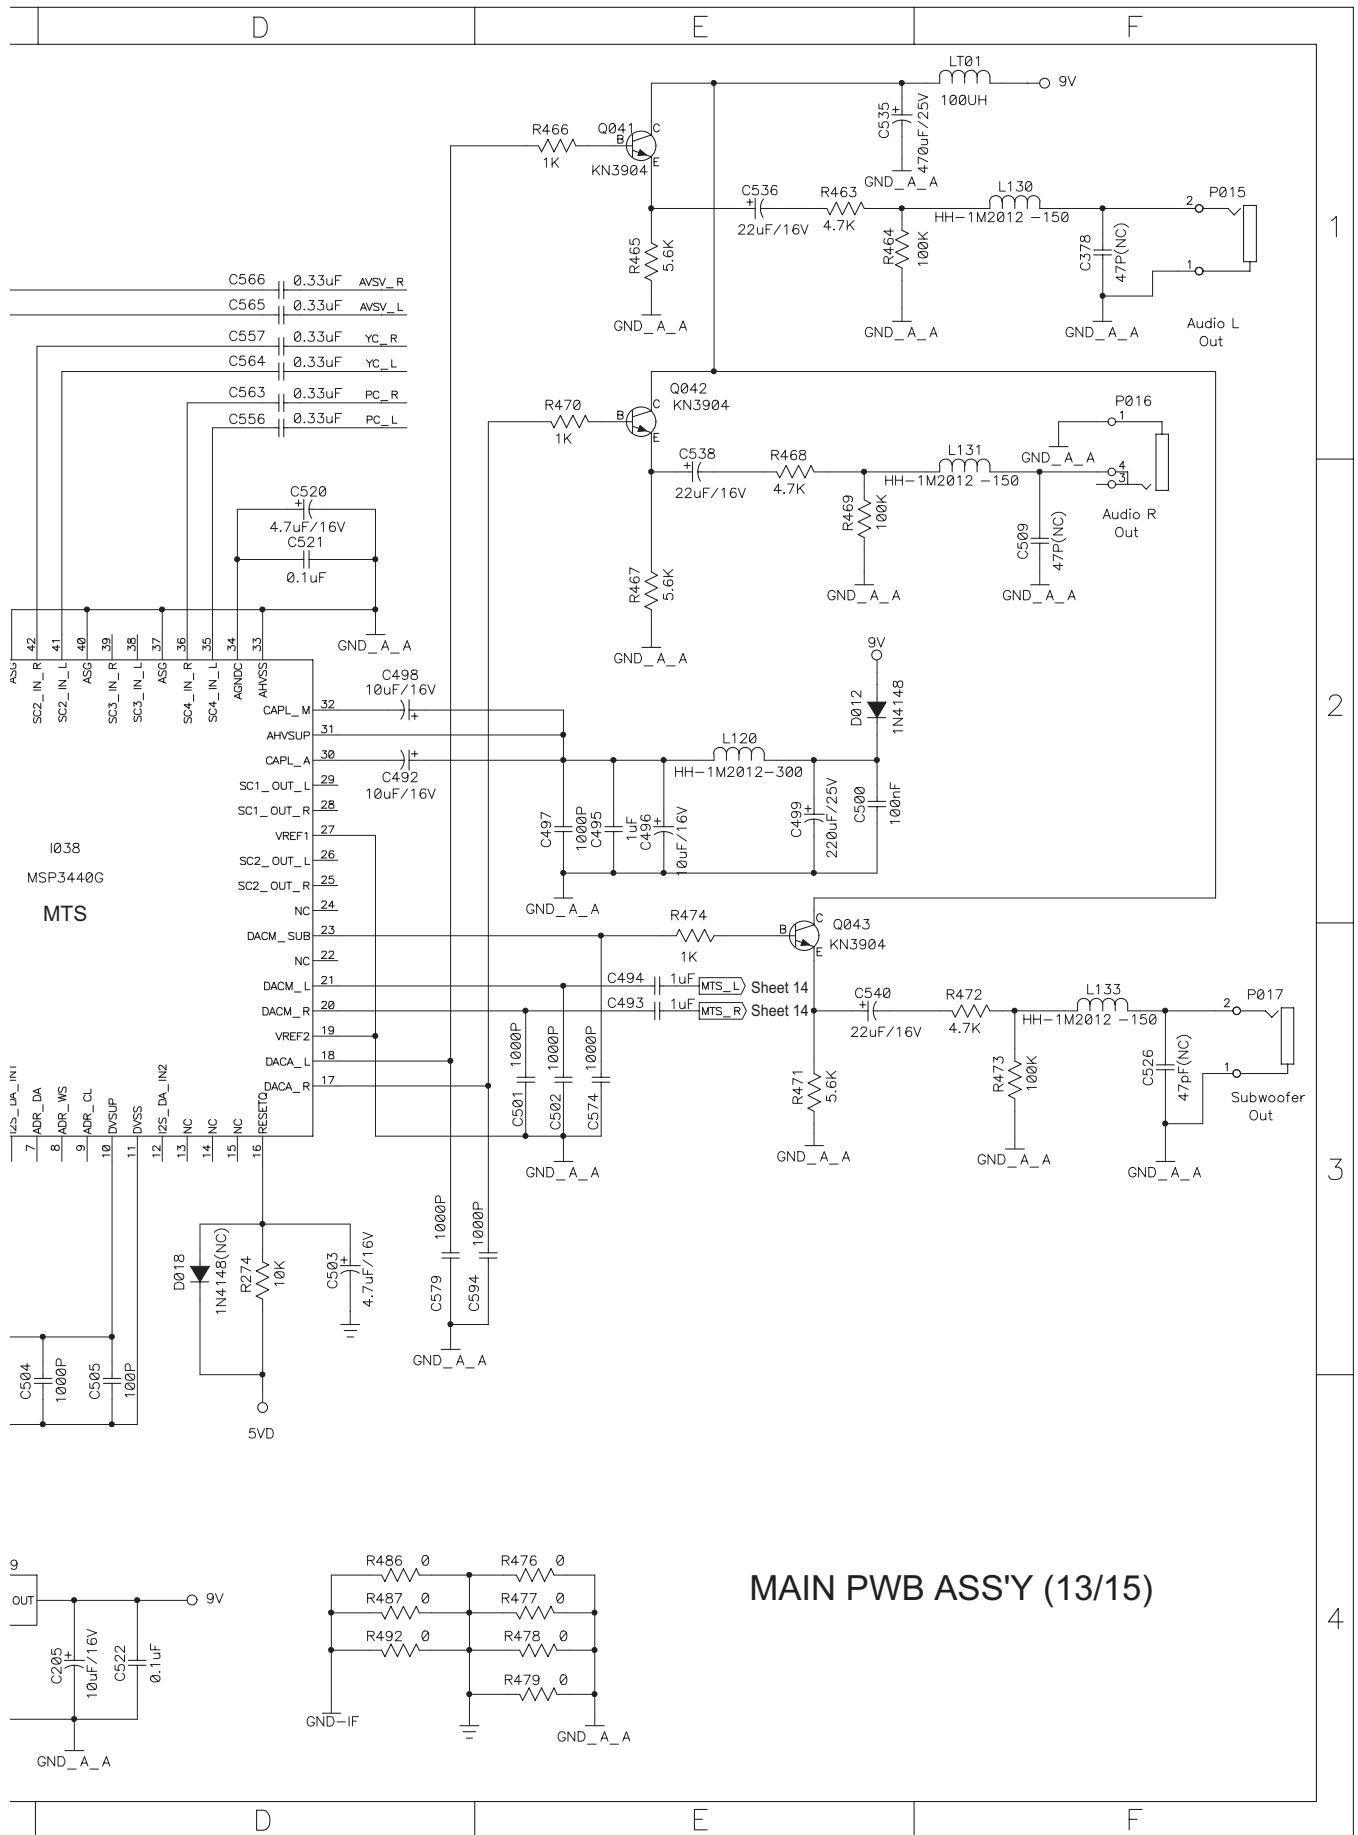 D E F
LT01
100UH
9V
C535
470uF/25V
GND_A_A
R466
1K
Q041
B
C
E
KN3904
C536
22uF/16V
R463
4.7K
L130
HH-1M2012 -150
P015
2
1
R465
5.6K
R464
100K
C378
47P(NC)
GND_A_A
GND_A_A
GND_A_A
Audio L
Out
1
C566 0.33uF AVSV_R
C565 0.33uF AVSV_L
C557 0.33uF YC_R
C564 0.33uF YC_L
C563 0.33uF PC_R
C556 0.33uF PC_L
R470
1K
Q042
KN3904
B
C
E
P016
1
GND_A_A
4
3
C538
22uF/16V
R468
4.7K
L131
HH-1M2012 -150
Audio R
Out
R469
100K
C509
47P(NC)
R467
5.6K
GND_A_A
GND_A_A
GND_A_A
C520
4.7uF/16V
C521
0.1uF
GND_A_A
42 41 40 39 38 37 36 35 34 33
ASG SC2_IN_R SC2_IN_L ASG SC3_IN_R SC3_IN_L ASG SC4_IN_R SC4_IN_L AGNDC AHVSS
CAPL_M 32
AHVSUP 31
CAPL_A 30
SC1_OUT_L 29
SC1_OUT_R 28
VREF1 27
SC2_OUT_L 26
SC2_OUT_R 25
NC 24
DACM_SUB 23
NC 22
DACM_L 21
DACM_R 20
VREF2 19
DACA_L 18
DACA_R 17
I038
MSP3440G
MTS
C498
10uF/16V
C492
10uF/16V
9V
D012
1N4148
L120
HH-1M2012-300
C497
1000P
C495
1uF
C496
10uF/16V
C499
220uF/25V
C500
100nF
GND_A_A
2
R474
1K
Q043
KN3904
B
C
E
C494 1uF MTS_L Sheet 14
C493 1uF MTS_R Sheet 14
C540
22uF/16V
R472
4.7K
L133
HH-1M2012 -150
P017
2
1
Subwoofer
Out
C501
1000P
C502
1000P
C574
1000P
R471
5.6K
R473
100K
C526
47pF(NC)
GND_A_A
GND_A_A
GND_A_A
GND_A_A
3
I2S_DA_IN1 ADR_DA ADR_WS ADR_CL DVSUP DVSS I2S_DA_IN2 NC NC NC RESETQ
7 8 9 10 11 12 13 14 15 16
D018
1N4148(NC)
R274
10K
C503
4.7uF/16V
C579
1000P
C594
1000P
GND_A_A
C504
1000P
C505
100P
5VD
9
OUT
9V
C205
10uF/16V
C522
0.1uF
GND_A_A
R486 0
R487 0
R492 0
R476 0
R477 0
R478 0
R479 0
GND-IF
GND_A_A
MAIN PWB ASS'Y (13/15)
4
D E F